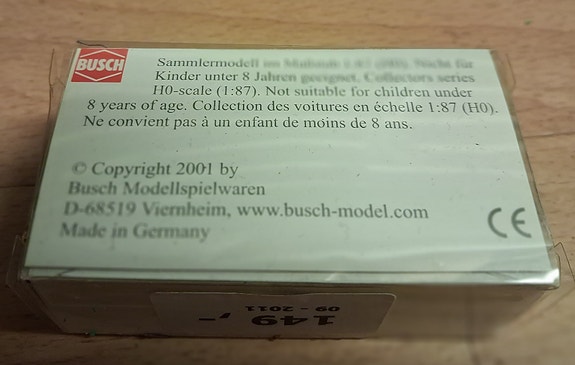 BUSCH
Sammlermodell im Maßstab 1:87 (H0). Nicht für
Kinder unter 8 Jahren geeignet. Collectors series
H0-scale (1:87). Not suitable for children under
8 years of age. Collection des voitures en échelle 1:87 (H0).
Ne convient pas à un enfant de moins de 8 ans.
© Copyright 2001 by
Busch Modellspielwaren
D-68519 Viernheim, www.busch-model.com
Made in Germany
CE
149,-
09 - 2011